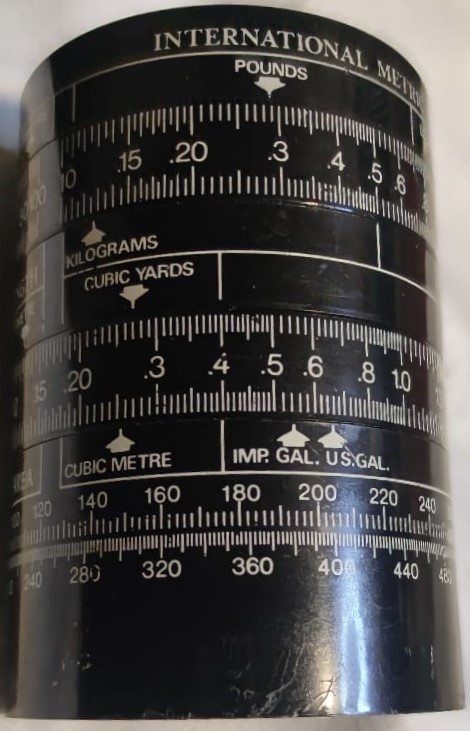 INTERNATIONAL METRI
POUNDS
.15 .20 .3 .4 .5 .6
KILOGRAMS
CUBIC YARDS
.15 .20 .3 .4 .5 .6 .8 1.0
CUBIC METRE IMP. GAL. U.S.GAL.
120 140 160 180 200 220 240
240 280 320 360 400 440 480